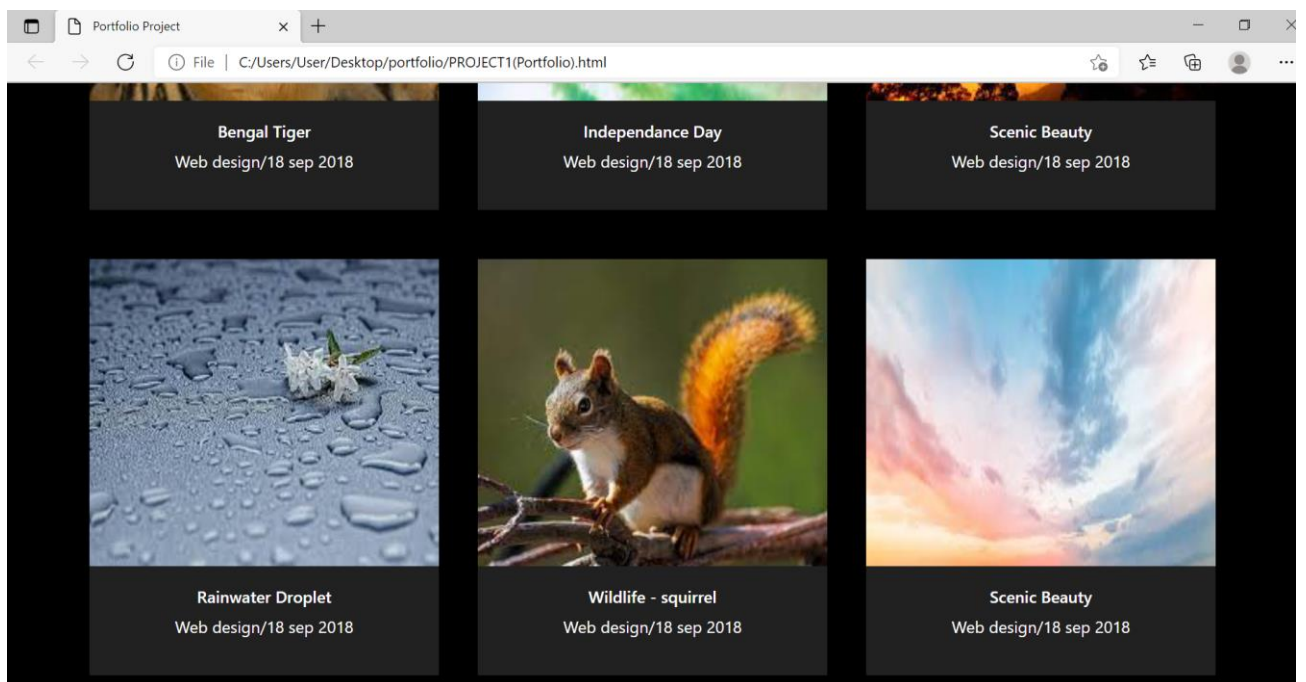 Portfolio Project
File | C:/Users/User/Desktop/portfolio/PROJECT1(Portfolio).html
Bengal Tiger
Web design/18 sep 2018
Independance Day
Web design/18 sep 2018
Scenic Beauty
Web design/18 sep 2018
Rainwater Droplet
Web design/18 sep 2018
Wildlife - squirrel
Web design/18 sep 2018
Scenic Beauty
Web design/18 sep 2018